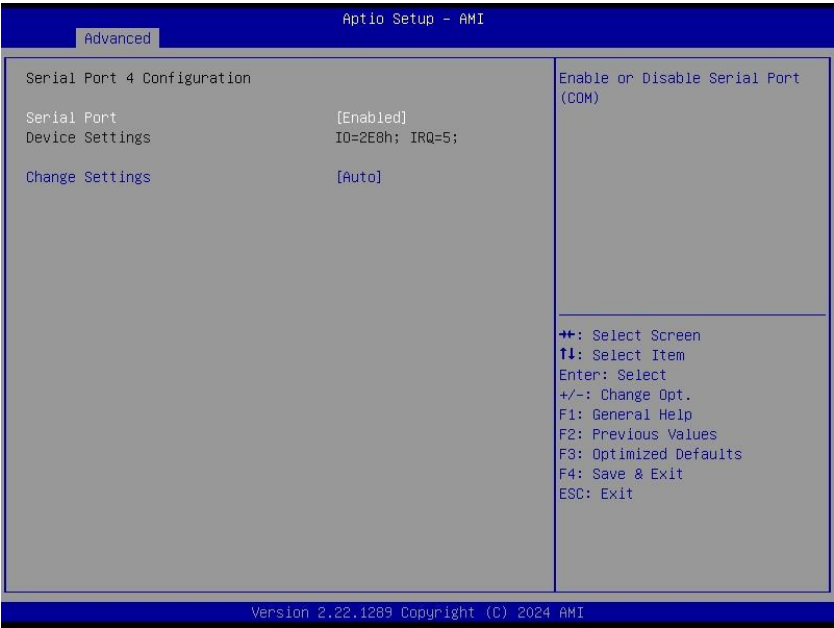 Aptio Setup - AMI
Advanced
Serial Port 4 Configuration
Serial Port [Enabled]
Device Settings IO=2E8h; IRQ=5;
Change Settings [Auto]
Enable or Disable Serial Port
(COM)
→←: Select Screen
↑↓: Select Item
Enter: Select
+/-: Change Opt.
F1: General Help
F2: Previous Values
F3: Optimized Defaults
F4: Save & Exit
ESC: Exit
Version 2.22.1289 Copyright (C) 2024 AMI